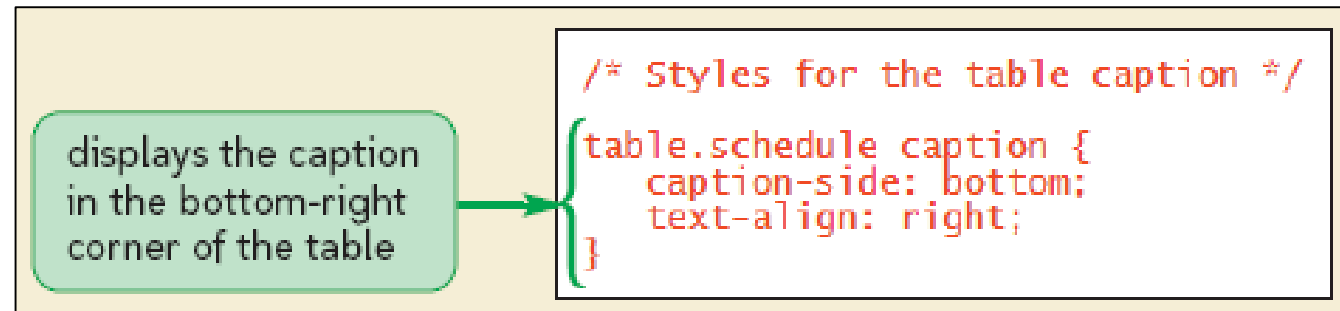 displays the caption
in the bottom-right
corner of the table
/* Styles for the table caption */
table.schedule caption {
caption-side: bottom;
text-align: right;
}